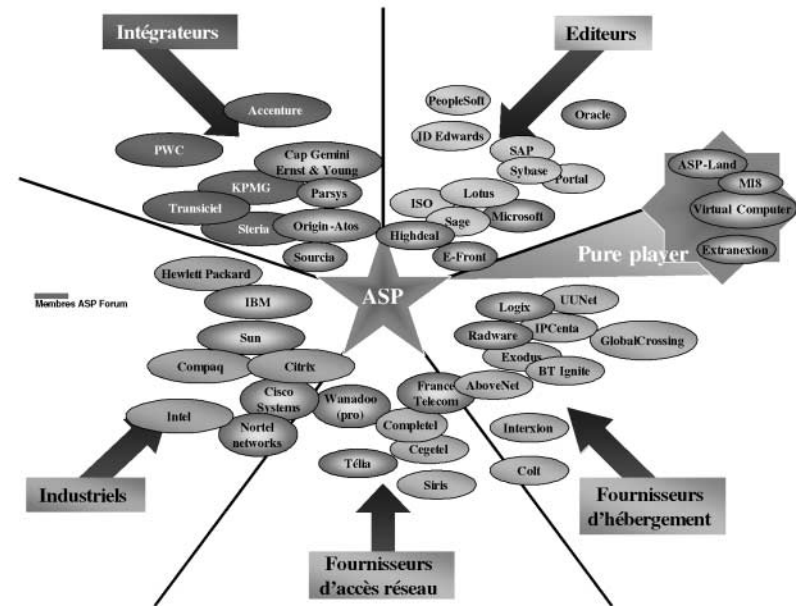 Intégrateurs
Accenture
PWC
Cap Gemini
Ernst & Young
KPMG
Parsys
Transiciel
Steria
Origin-Atos
Sourcia
Editeurs
PeopleSoft
Oracle
JD Edwards
SAP
Sybase
Portal
Lotus
ISO
Sage
Microsoft
Highdeal
E-Front
ASP-Land
MI8
Virtual Computer
Extranexion
Pure player
ASP
Hewlett Packard
IBM
Membres ASP Forum
Sun
Compaq
Citrix
Cisco
Systems
Intel
Nortel
networks
Industriels
Wanadoo
(pro)
France
Telecom
Completel
Cegetel
Télia
Siris
Fournisseurs
d'accès réseau
Logix
UUNet
IPCenta
Radware
GlobalCrossing
Exodus
BT Ignite
AboveNet
Interxion
Colt
Fournisseurs
d'hébergement